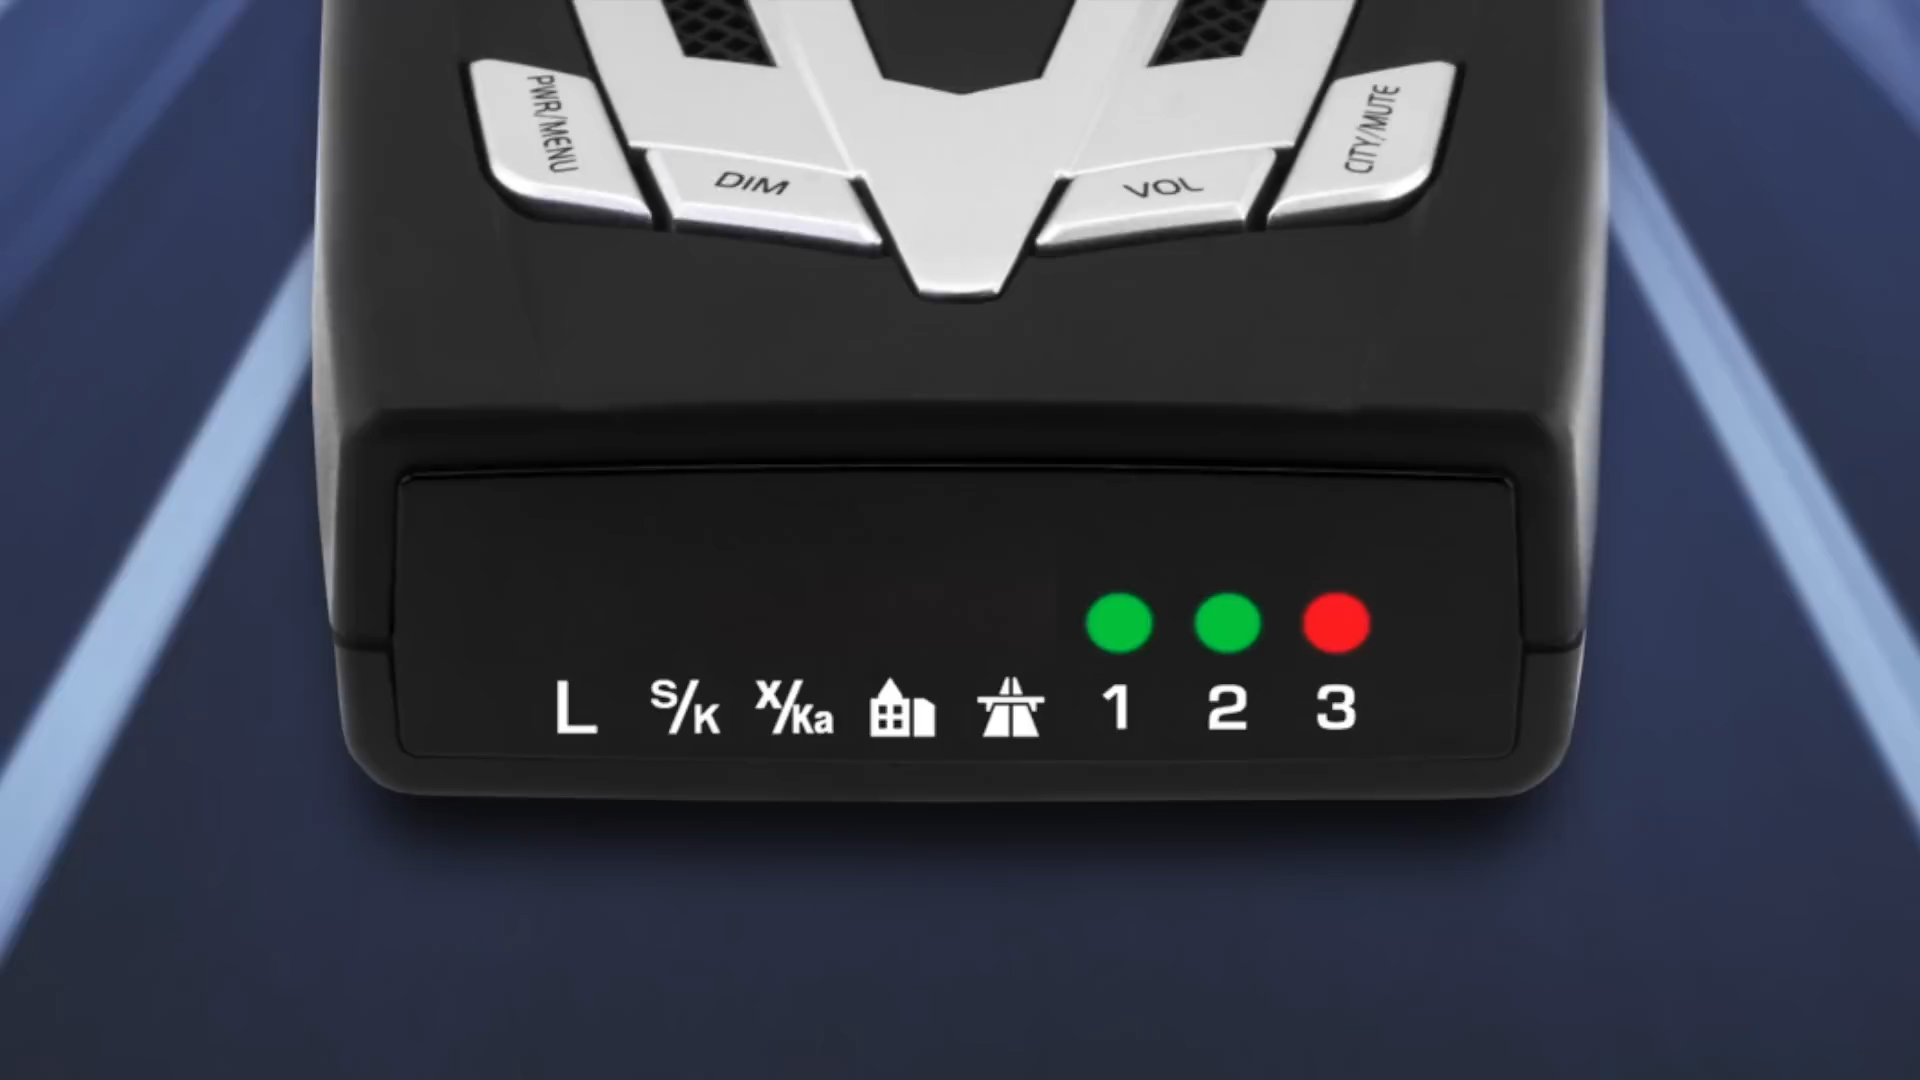 PWR/MENU
DIM
VOL
CITY/MUTE
L S/K X/Ka 1 2 3